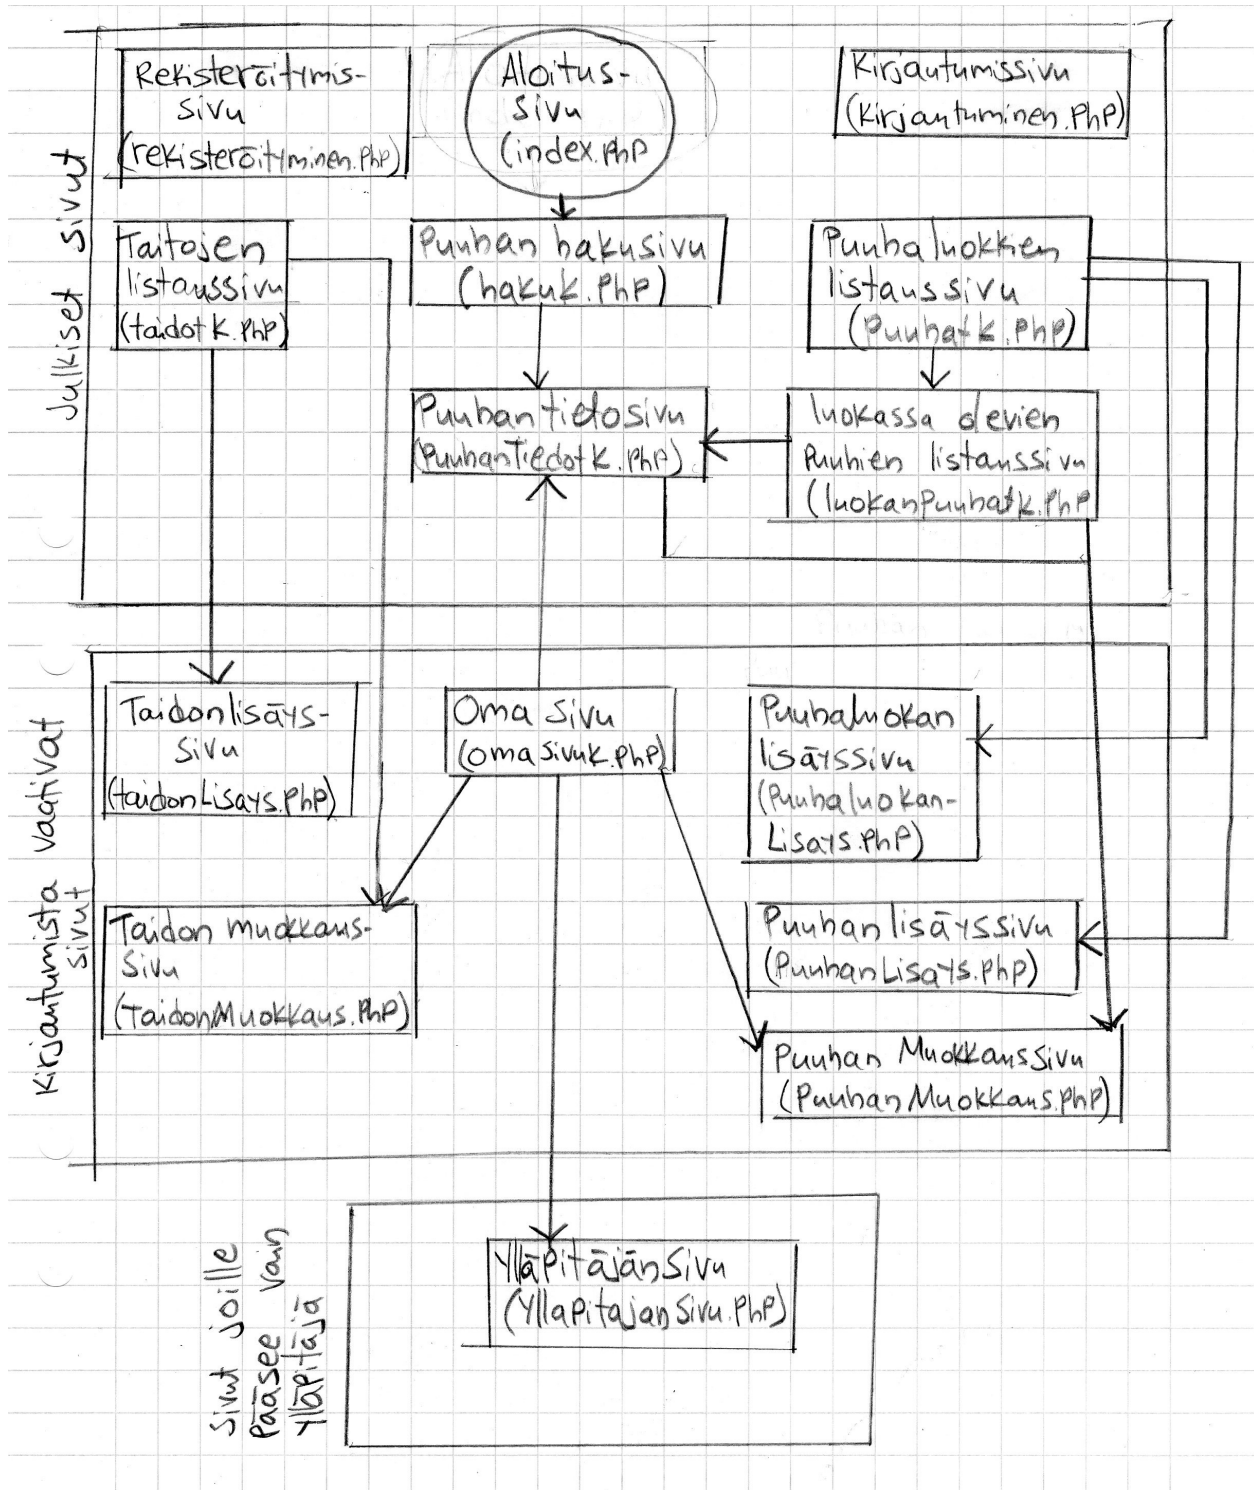 Rekisteröitymis-
sivu
(rekisteröityminen.php)
Aloitus-
sivu
(index.php
Kirjautumissivu
(Kirjautuminen.php)
Julkiset sivut
Taitojen
listaussivu
(taidotk.php)
Puuhan hakusivu
(hakuk.php)
Puuhaluokkien
listaussivu
(Puuhatk.php)
Puuhan tietosivu
(PuuhanTiedotk.php)
luokassa olevien
Puuhien listaussivu
(luokanPuuhatk.php
Kirjautumista vaativat
sivut
Taidonlisäys-
sivu
(taidonLisays.php)
Oma sivu
(omasivuk.php)
Puuhaluokan
lisäyssivu
(Puuhaluokan-
Lisays.php)
Taidon muokkaus-
sivu
(TaidonMuokkaus.php)
Puuhan lisäyssivu
(PuuhanLisays.php)
Puuhan Muokkaussivu
(PuuhanMuokkaus.php)
Sivut joille
Pääsee vain
ylläpitäjä
YlläpitäjänSivu
(YllapitajanSivu.php)